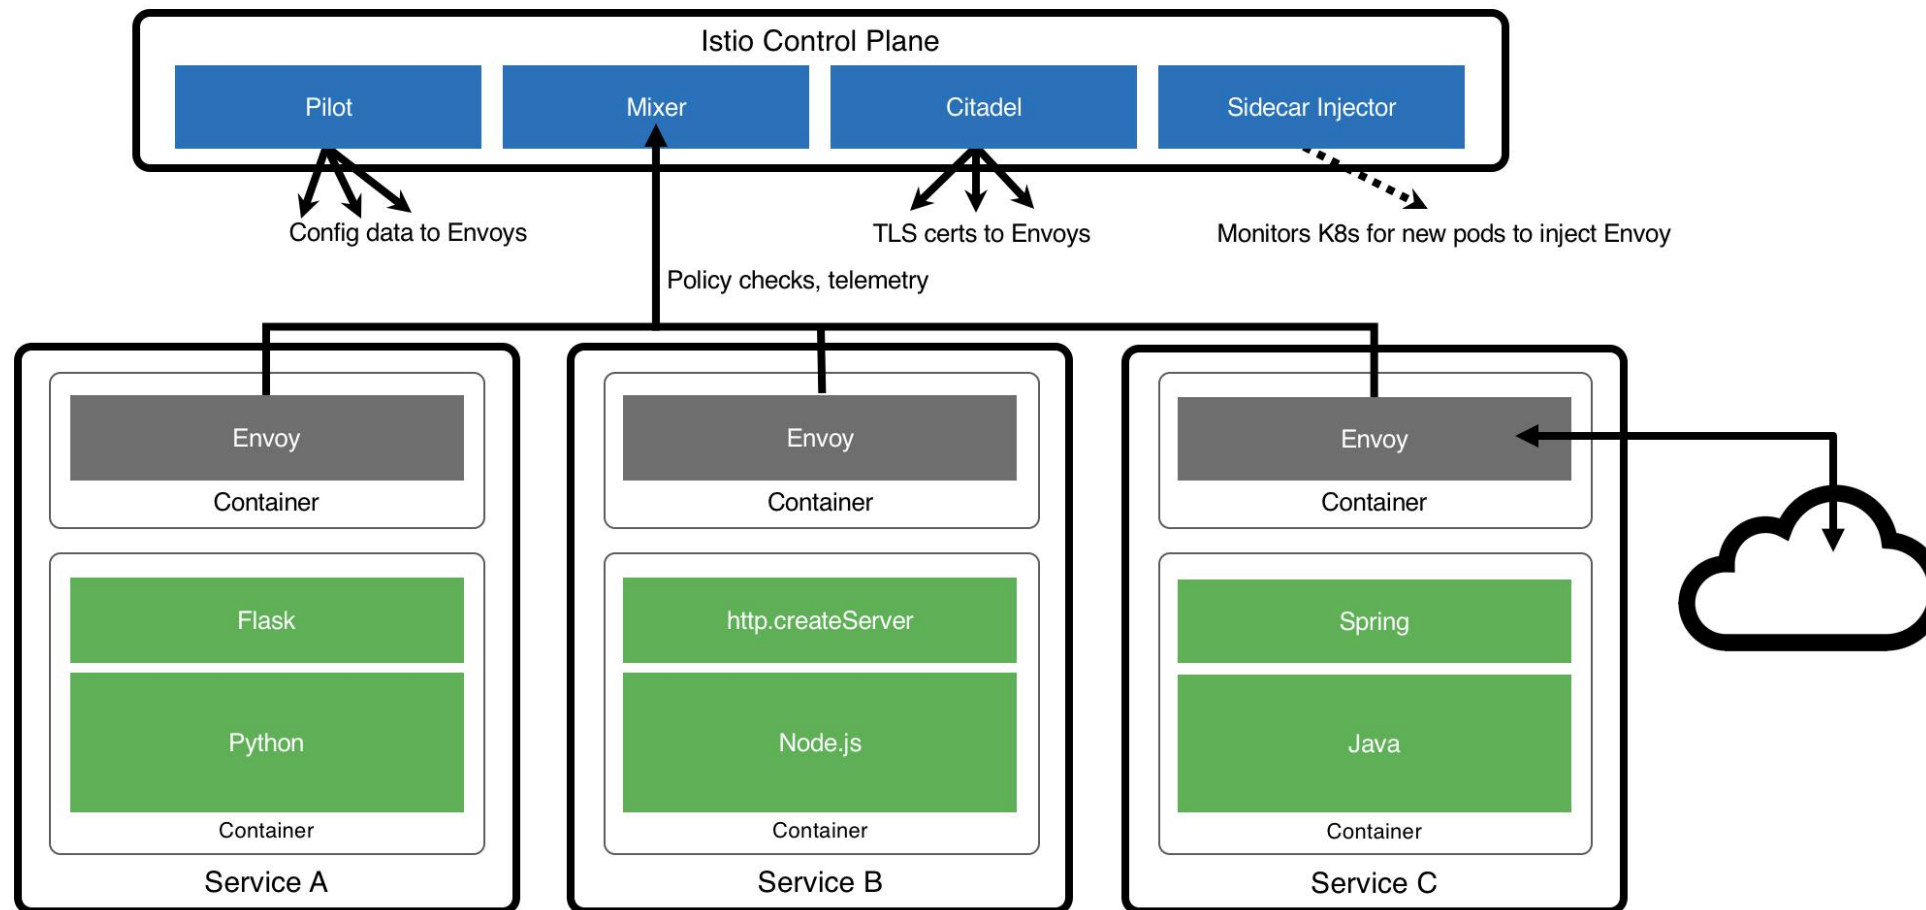 Istio Control Plane
Pilot
Mixer
Citadel
Sidecar Injector
Config data to Envoys
TLS certs to Envoys
Monitors K8s for new pods to inject Envoy
Policy checks, telemetry
Envoy
Container
Flask
Python
Container
Service A
Envoy
Container
http.createServer
Node.js
Container
Service B
Envoy
Container
Spring
Java
Container
Service C